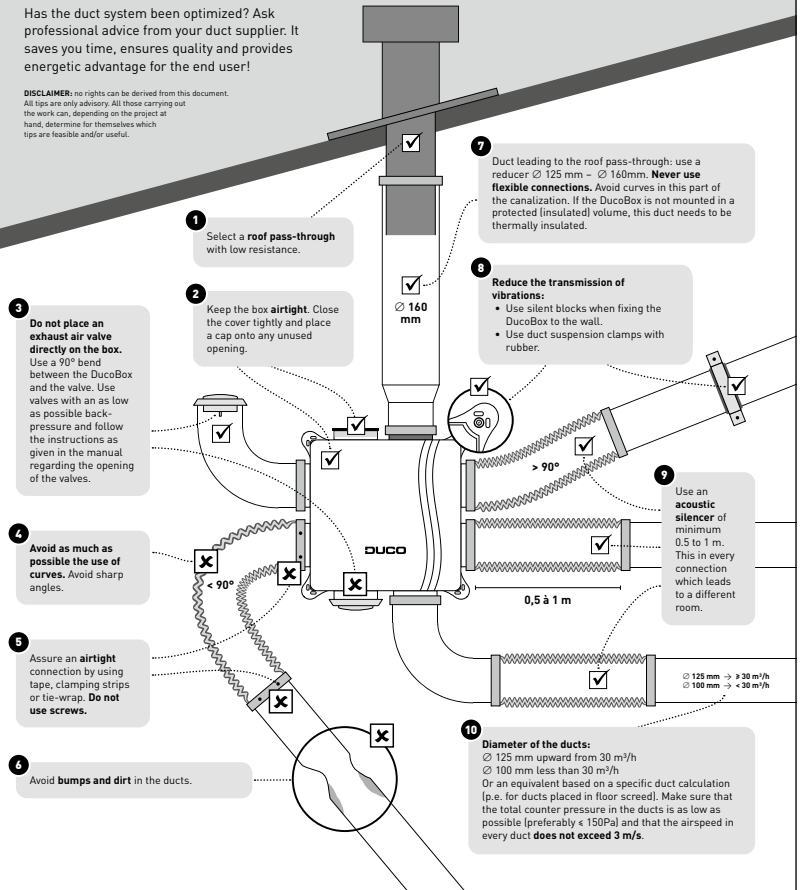 Has the duct system been optimized? Ask
professional advice from your duct supplier. It
saves you time, ensures quality and provides
energetic advantage for the end user!
DISCLAIMER: no rights can be derived from this document.
All tips are only advisory. All those carrying out
the work can, depending on the project at
hand, determine for themselves which
tips are feasible and/or useful.
1
Select a roof pass-through
with low resistance.
2
Keep the box airtight. Close
the cover tightly and place
a cap onto any unused
opening.
3
Do not place an
exhaust air valve
directly on the box.
Use a 90° bend
between the DucoBox
and the valve. Use
valves with an as low
as possible back-
pressure and follow
the instructions as
given in the manual
regarding the opening
of the valves.
4
Avoid as much as
possible the use of
curves. Avoid sharp
angles.
5
Assure an airtight
connection by using
tape, clamping strips
or tie-wrap. Do not
use screws.
6
Avoid bumps and dirt in the ducts.
7
Duct leading to the roof pass-through: use a
reducer ∅ 125 mm – ∅ 160mm. Never use
flexible connections. Avoid curves in this part of
the canalization. If the DucoBox is not mounted in a
protected (insulated) volume, this duct needs to be
thermally insulated.
8
Reduce the transmission of
vibrations:
• Use silent blocks when fixing the
DucoBox to the wall.
• Use duct suspension clamps with
rubber.
∅ 160
mm
> 90°
< 90°
DUCO
0,5 à 1 m
9
Use an
acoustic
silencer of
minimum
0.5 to 1 m.
This in every
connection
which leads
to a different
room.
∅ 125 mm → ≥ 30 m³/h
∅ 100 mm → < 30 m³/h
10
Diameter of the ducts:
∅ 125 mm upward from 30 m³/h
∅ 100 mm less than 30 m³/h
Or an equivalent based on a specific duct calculation
(p.e. for ducts placed in floor screed). Make sure that
the total counter pressure in the ducts is as low as
possible (preferably ≤ 150Pa) and that the airspeed in
every duct does not exceed 3 m/s.